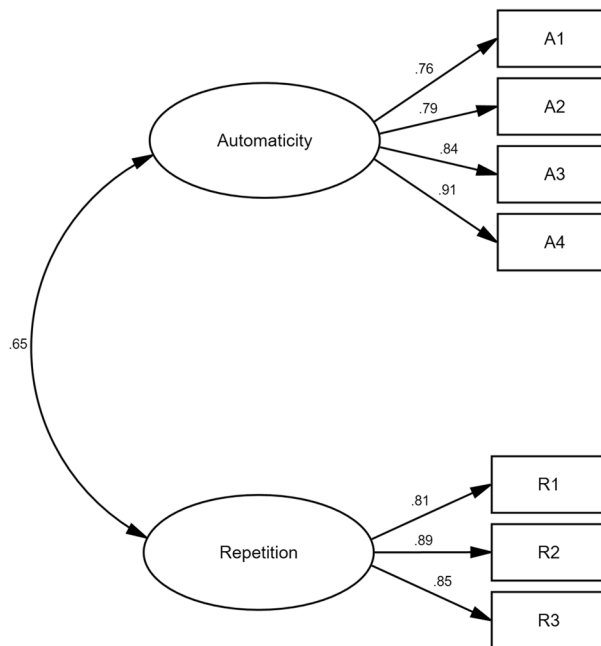 A1
.76
A2
.79
Automaticity
.84
A3
.91
A4
.65
R1
.81
.89
R2
Repetition
.85
R3